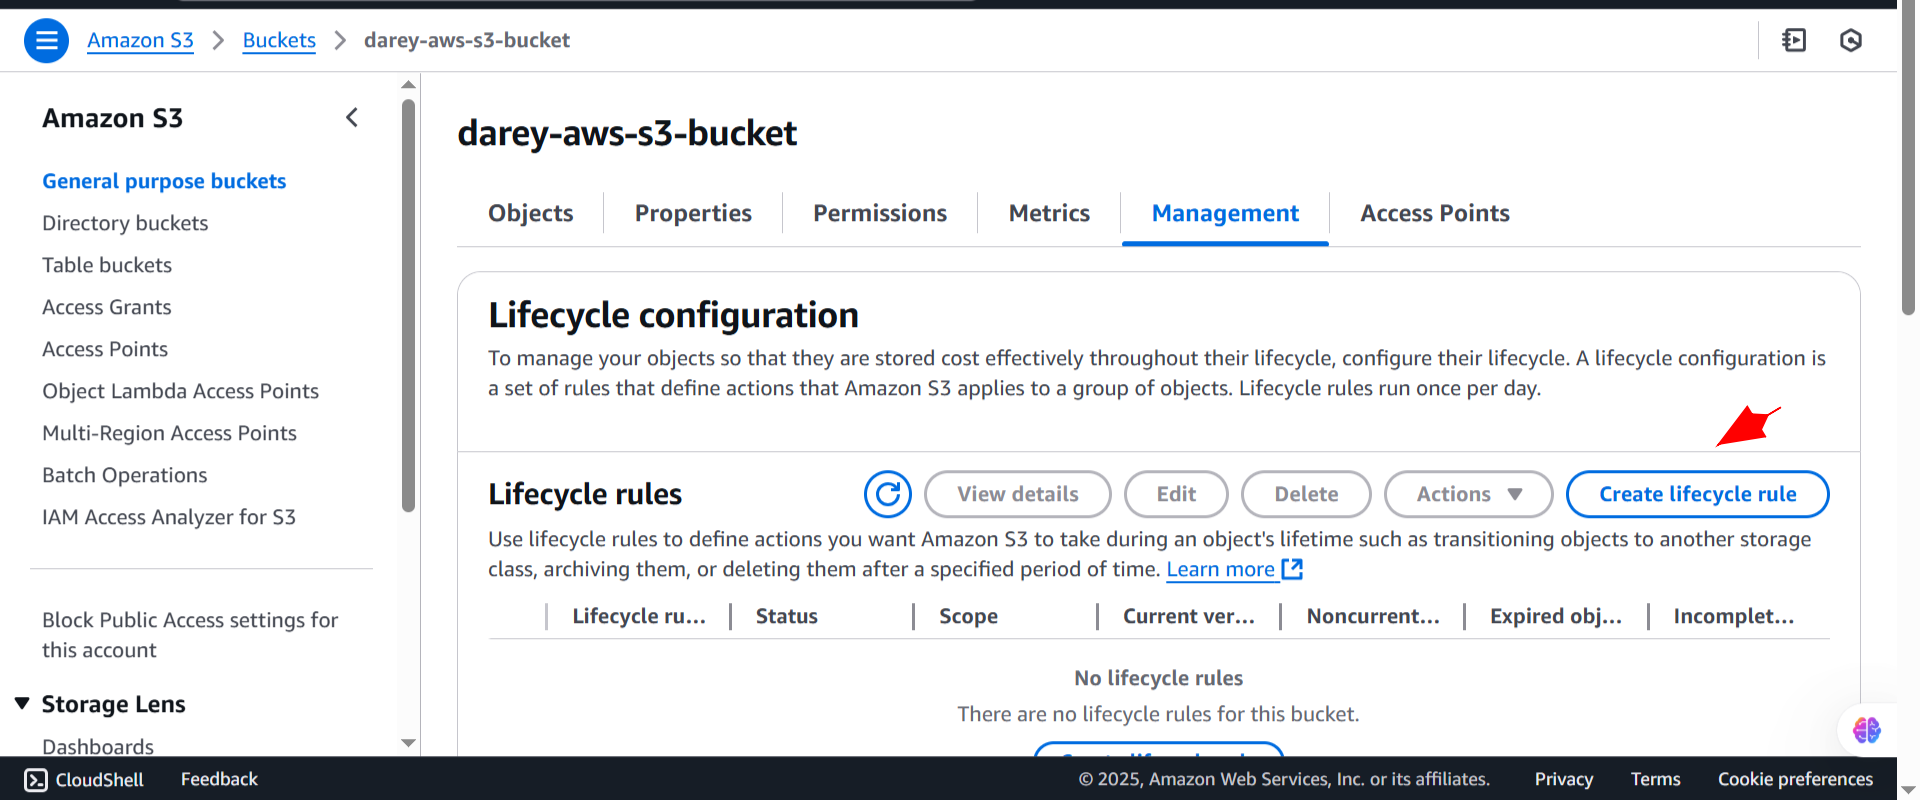 Amazon S3 > Buckets > darey-aws-s3-bucket
Amazon S3
General purpose buckets
Directory buckets
Table buckets
Access Grants
Access Points
Object Lambda Access Points
Multi-Region Access Points
Batch Operations
IAM Access Analyzer for S3
Block Public Access settings for
this account
Storage Lens
Dashboards
darey-aws-s3-bucket
Objects Properties Permissions Metrics Management Access Points
Lifecycle configuration
To manage your objects so that they are stored cost effectively throughout their lifecycle, configure their lifecycle. A lifecycle configuration is
a set of rules that define actions that Amazon S3 applies to a group of objects. Lifecycle rules run once per day.
Lifecycle rules View details Edit Delete Actions Create lifecycle rule
Use lifecycle rules to define actions you want Amazon S3 to take during an object's lifetime such as transitioning objects to another storage
class, archiving them, or deleting them after a specified period of time. Learn more
Lifecycle ru... Status Scope Current ver... Noncurrent... Expired obj... Incomplet...
No lifecycle rules
There are no lifecycle rules for this bucket.
CloudShell Feedback © 2025, Amazon Web Services, Inc. or its affiliates. Privacy Terms Cookie preferences